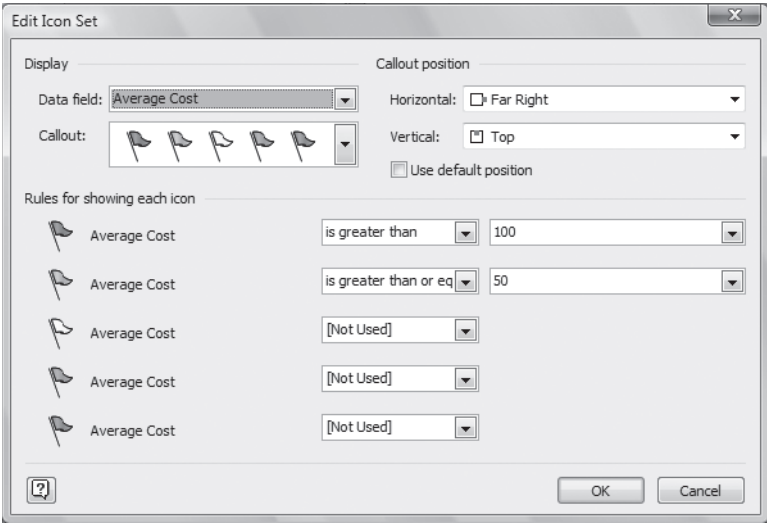 Edit Icon Set
Display
Callout position
Data field: Average Cost
Horizontal: Far Right
Callout:
Vertical: Top
Use default position
Rules for showing each icon
Average Cost is greater than 100
Average Cost is greater than or eq 50
Average Cost [Not Used]
Average Cost [Not Used]
Average Cost [Not Used]
OK Cancel